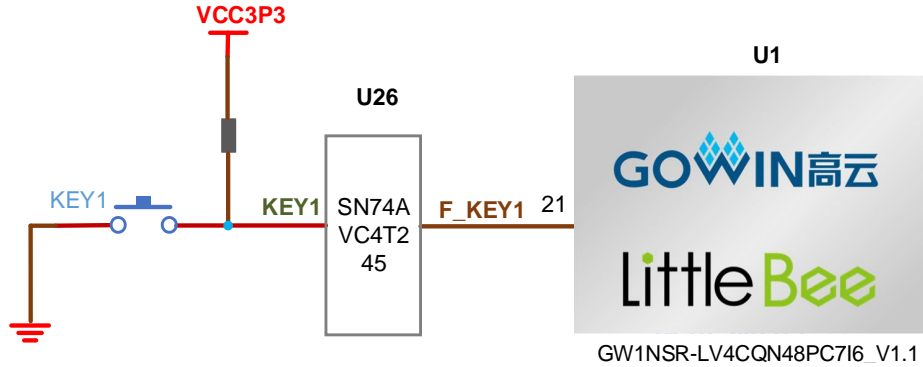 VCC3P3
U1
U26
GOWIN高云
KEY1
KEY1
SN74A
VC4T2
45
F_KEY1
21
LittleBee
GW1NSR-LV4CQN48PC7I6_V1.1